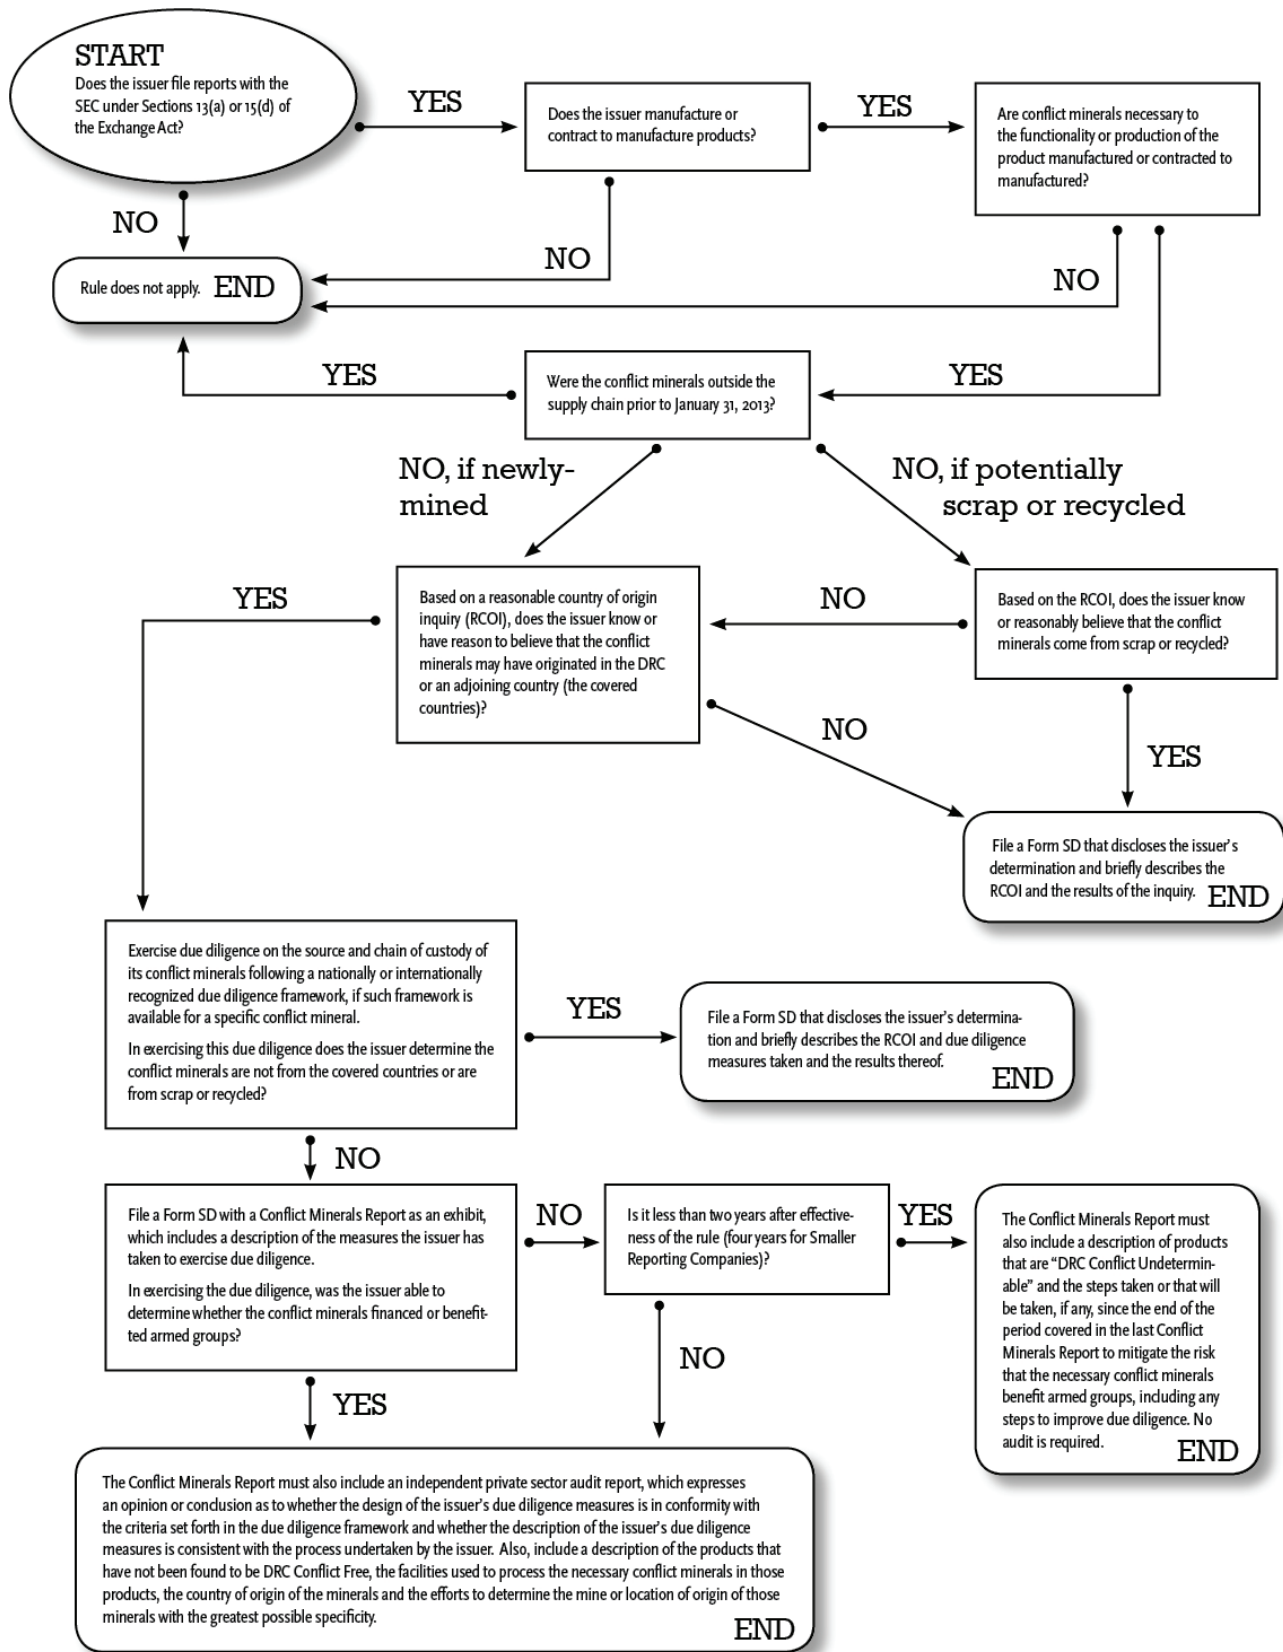 START
Does the issuer file reports with the
SEC under Sections 13(a) or 15(d) of
the Exchange Act?
YES
Does the issuer manufacture or
contract to manufacture products?
YES
Are conflict minerals necessary to
the functionality or production of the
product manufactured or contracted to
manufactured?
NO
NO
NO
Rule does not apply. END
YES
Were the conflict minerals outside the
supply chain prior to January 31, 2013?
YES
NO, if newly-
mined
NO, if potentially
scrap or recycled
YES
Based on a reasonable country of origin
inquiry (RCOI), does the issuer know or
have reason to believe that the conflict
minerals may have originated in the DRC
or an adjoining country (the covered
countries)?
NO
Based on the RCOI, does the issuer know
or reasonably believe that the conflict
minerals come from scrap or recycled?
NO
YES
File a Form SD that discloses the issuer's
determination and briefly describes the
RCOI and the results of the inquiry. END
Exercise due diligence on the source and chain of custody of
its conflict minerals following a nationally or internationally
recognized due diligence framework, if such framework is
available for a specific conflict mineral.
In exercising this due diligence does the issuer determine the
conflict minerals are not from the covered countries or are
from scrap or recycled?
YES
File a Form SD that discloses the issuer's determina-
tion and briefly describes the RCOI and due diligence
measures taken and the results thereof.
END
NO
File a Form SD with a Conflict Minerals Report as an exhibit,
which includes a description of the measures the issuer has
taken to exercise due diligence.
In exercising the due diligence, was the issuer able to
determine whether the conflict minerals financed or benefit-
ted armed groups?
NO
Is it less than two years after effective-
ness of the rule (four years for Smaller
Reporting Companies)?
YES
The Conflict Minerals Report must
also include a description of products
that are "DRC Conflict Undetermin-
able" and the steps taken or that will
be taken, if any, since the end of the
period covered in the last Conflict
Minerals Report to mitigate the risk
that the necessary conflict minerals
benefit armed groups, including any
steps to improve due diligence. No
audit is required.
END
YES
NO
The Conflict Minerals Report must also include an independent private sector audit report, which expresses
an opinion or conclusion as to whether the design of the issuer's due diligence measures is in conformity with
the criteria set forth in the due diligence framework and whether the description of the issuer's due diligence
measures is consistent with the process undertaken by the issuer. Also, include a description of the products that
have not been found to be DRC Conflict Free, the facilities used to process the necessary conflict minerals in those
products, the country of origin of the minerals and the efforts to determine the mine or location of origin of those
minerals with the greatest possible specificity.
END